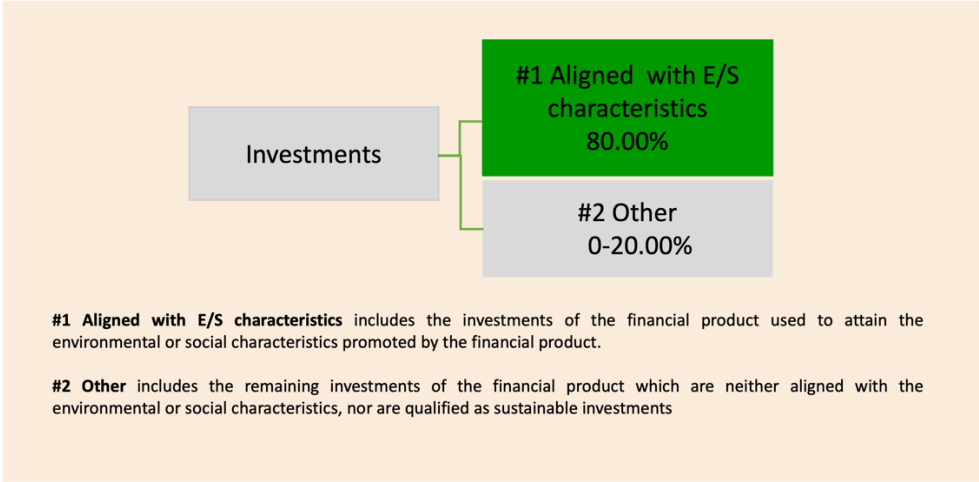 #1 Aligned with E/S
characteristics
80.00%
Investments
#2 Other
0-20.00%
#1 Aligned with E/S characteristics includes the investments of the financial product used to attain the
environmental or social characteristics promoted by the financial product.
#2 Other includes the remaining investments of the financial product which are neither aligned with the
environmental or social characteristics, nor are qualified as sustainable investments